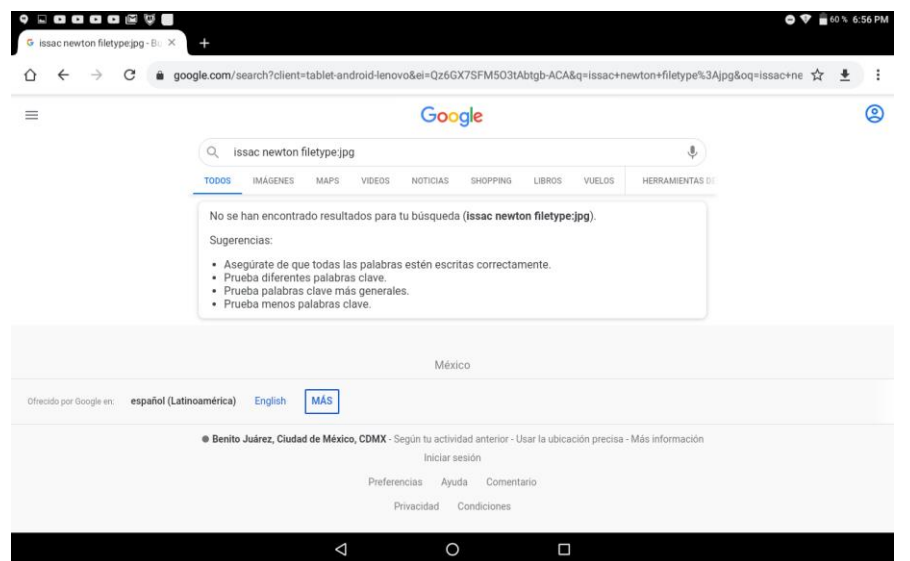 60 % 6:56 PM
issac newton filetype:jpg - Bu
google.com/search?client=tablet-android-lenovo&ei=Qz6GX7SFM5O3tAbtgb-ACA&q=issac+newton+filetype%3Ajpg&oq=issac+ne
Google
issac newton filetype:jpg
TODOS IMÁGENES MAPS VIDEOS NOTICIAS SHOPPING LIBROS VUELOS HERRAMIENTAS DE
No se han encontrado resultados para tu búsqueda (issac newton filetype:jpg).
Sugerencias:
• Asegúrate de que todas las palabras estén escritas correctamente.
• Prueba diferentes palabras clave.
• Prueba palabras clave más generales.
• Prueba menos palabras clave.
México
Ofrecido por Google en: español (Latinoamérica) English MÁS
Benito Juárez, Ciudad de México, CDMX - Según tu actividad anterior - Usar la ubicación precisa - Más información
Iniciar sesión
Preferencias Ayuda Comentario
Privacidad Condiciones